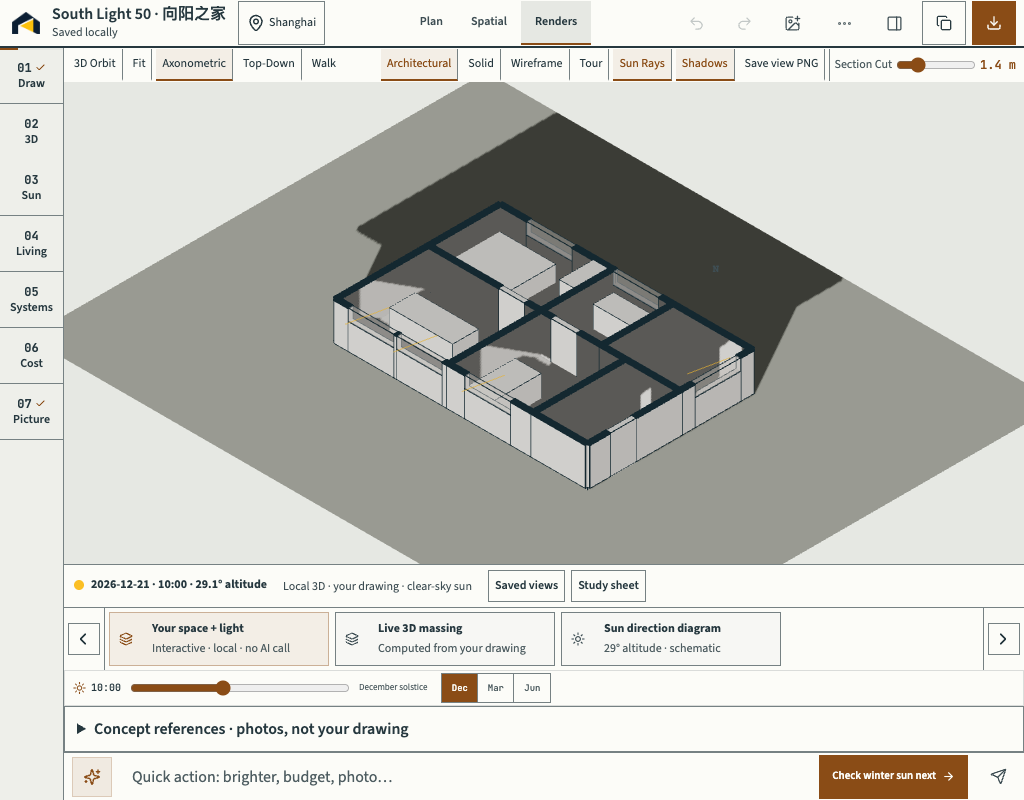 South Light 50 · 向阳之家
Saved locally
Shanghai
Plan
Spatial
Renders
01 ✓
Draw
02
3D
03
Sun
04
Living
05
Systems
06
Cost
07 ✓
Picture
3D Orbit
Fit
Axonometric
Top-Down
Walk
Architectural
Solid
Wireframe
Tour
Sun Rays
Shadows
Save view PNG
Section Cut
1.4 m
2026-12-21 · 10:00 · 29.1° altitude
Local 3D · your drawing · clear-sky sun
Saved views
Study sheet
Your space + light
Interactive · local · no AI call
Live 3D massing
Computed from your drawing
Sun direction diagram
29° altitude · schematic
10:00
December solstice
Dec
Mar
Jun
Concept references · photos, not your drawing
Quick action: brighter, budget, photo…
Check winter sun next →